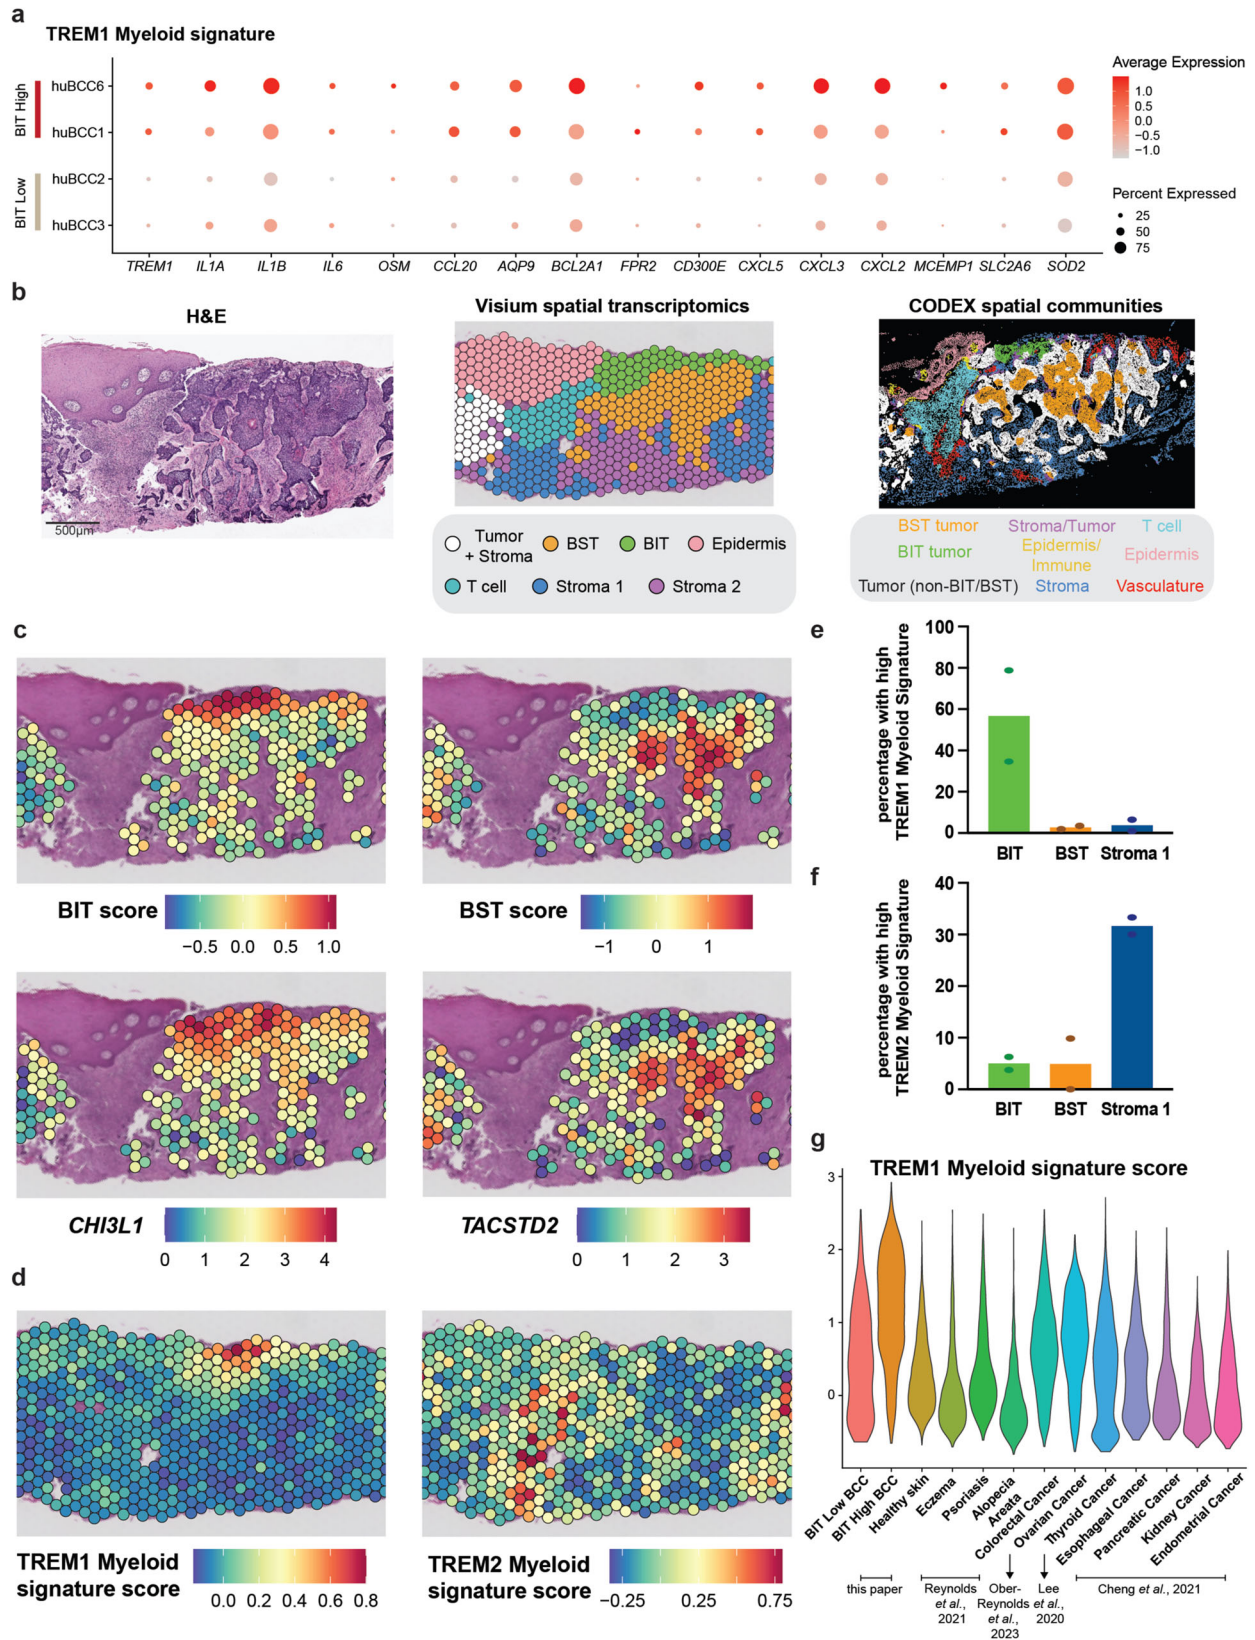 a
TREM1 Myeloid signature
BIT High
BIT Low
huBCC6
huBCC1
huBCC2
huBCC3
TREM1 IL1A IL1B IL6 OSM CCL20 AQP9 BCL2A1 FPR2 CD300E CXCL5 CXCL3 CXCL2 MCEMP1 SLC2A6 SOD2
Average Expression
1.0
0.5
0.0
−0.5
−1.0
Percent Expressed
25
50
75
b
H&E
500µm
Visium spatial transcriptomics
Tumor
+ Stroma
BST
BIT
Epidermis
T cell
Stroma 1
Stroma 2
CODEX spatial communities
BST tumor
Stroma/Tumor
T cell
BIT tumor
Epidermis/
Immune
Epidermis
Tumor (non-BIT/BST)
Stroma
Vasculature
c
BIT score
−0.5 0.0 0.5 1.0
BST score
−1 0 1
CHI3L1
0 1 2 3 4
TACSTD2
0 1 2 3
d
TREM1 Myeloid
signature score
0.0 0.4 0.8
TREM2 Myeloid
signature score
−0.25 0.25 0.75
e
percentage with high
TREM1 Myeloid Signature
100
80
60
40
20
0
BIT BST Stroma 1
f
percentage with high
TREM2 Myeloid Signature
40
30
20
10
0
BIT BST Stroma 1
g
TREM1 Myeloid signature score
3
2
1
0
BIT Low BCC
BIT High BCC
Healthy skin
Eczema
Psoriasis
Alopecia
Areata
Colorectal Cancer
Ovarian Cancer
Thyroid Cancer
Esophageal Cancer
Pancreatic Cancer
Kidney Cancer
Endometrial Cancer
this paper
Reynolds
et al.,
2021
Ober-
Reynolds
et al.,
2023
Lee
et al.,
2020
Cheng et al., 2021